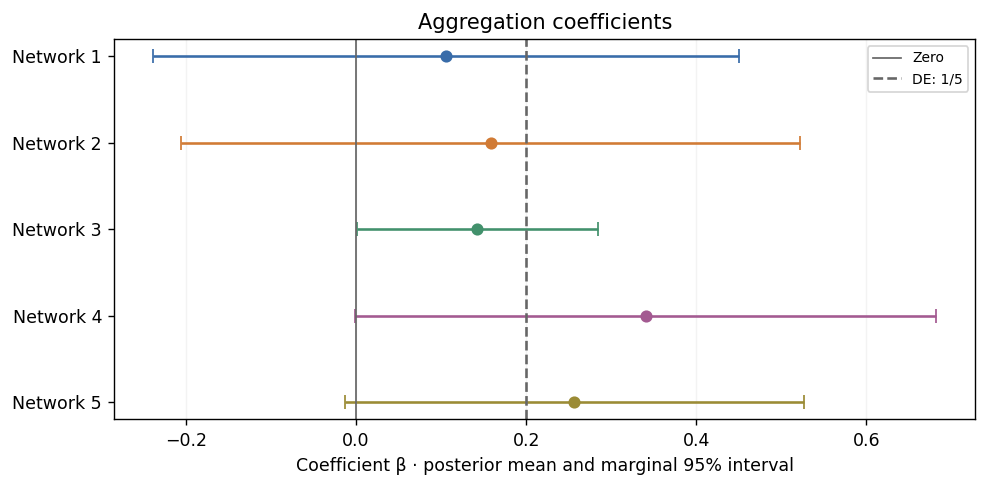 Aggregation coefficients
Network 1
Network 2
Network 3
Network 4
Network 5
Zero
DE: 1/5
−0.2
0.0
0.2
0.4
0.6
Coefficient β · posterior mean and marginal 95% interval